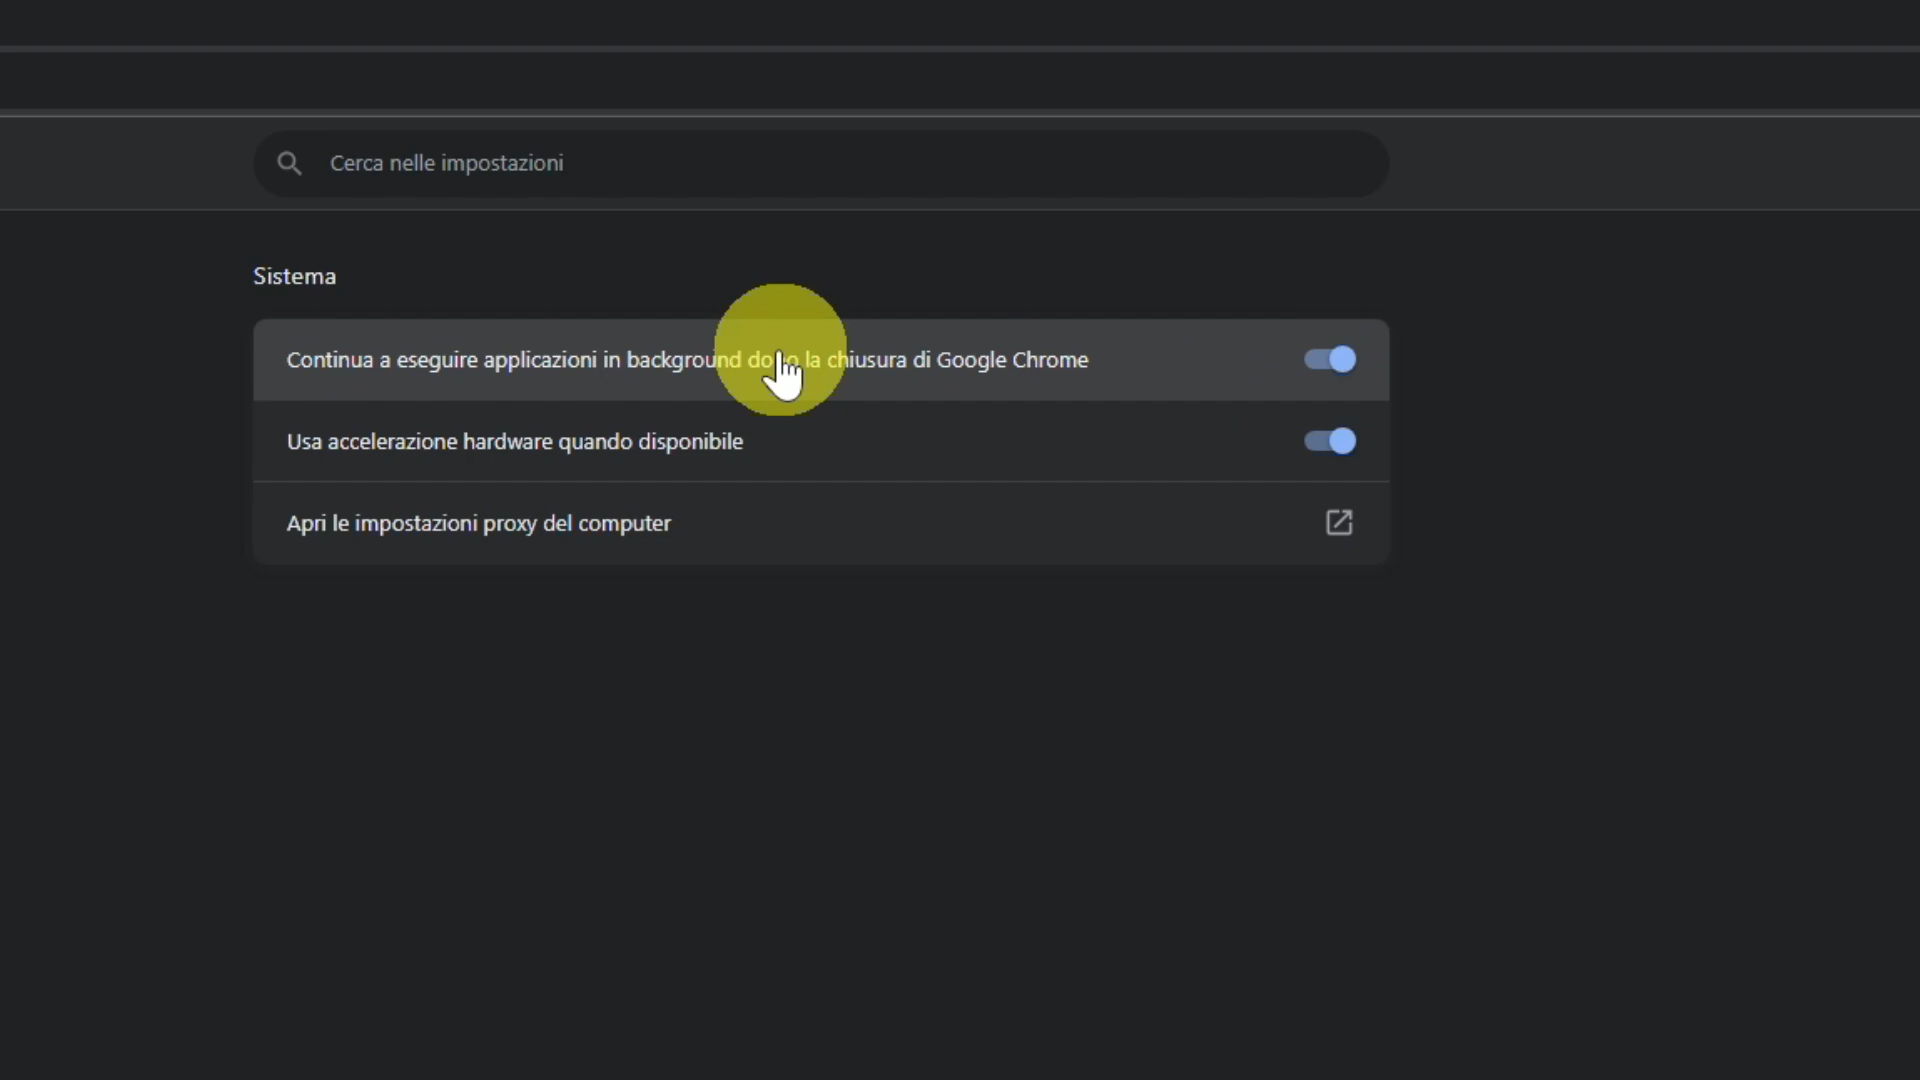 Cerca nelle impostazioni
Sistema
Continua a eseguire applicazioni in background dopo la chiusura di Google Chrome
Usa accelerazione hardware quando disponibile
Apri le impostazioni proxy del computer